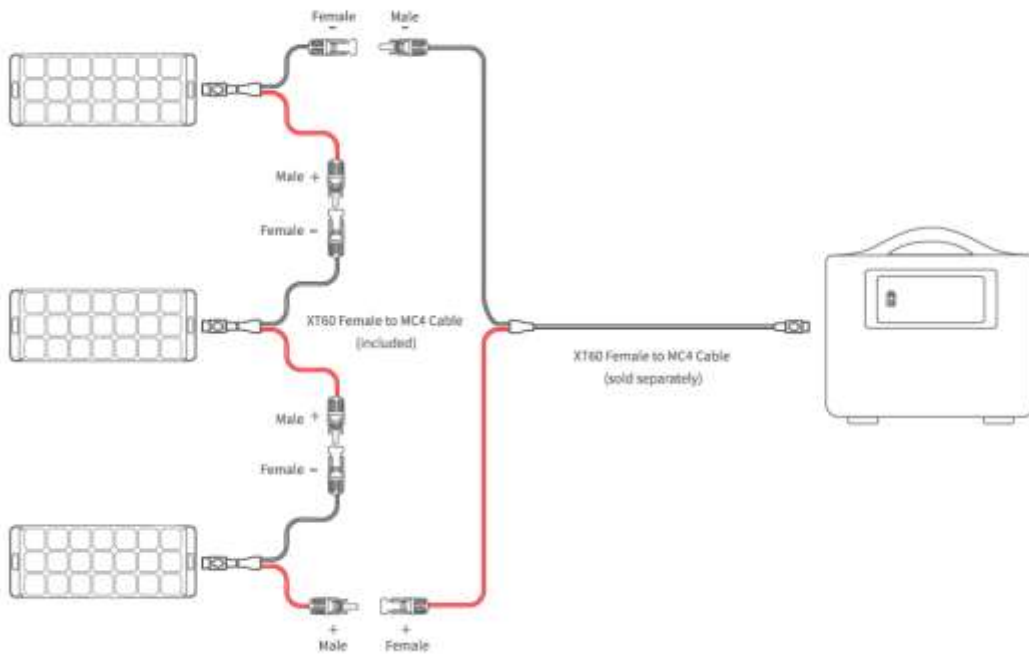 Female Male
- -
Male +
Female -
XT60 Female to MC4 Cable
(included)
XT60 Female to MC4 Cable
(sold separately)
Male +
Female -
+ +
Male Female